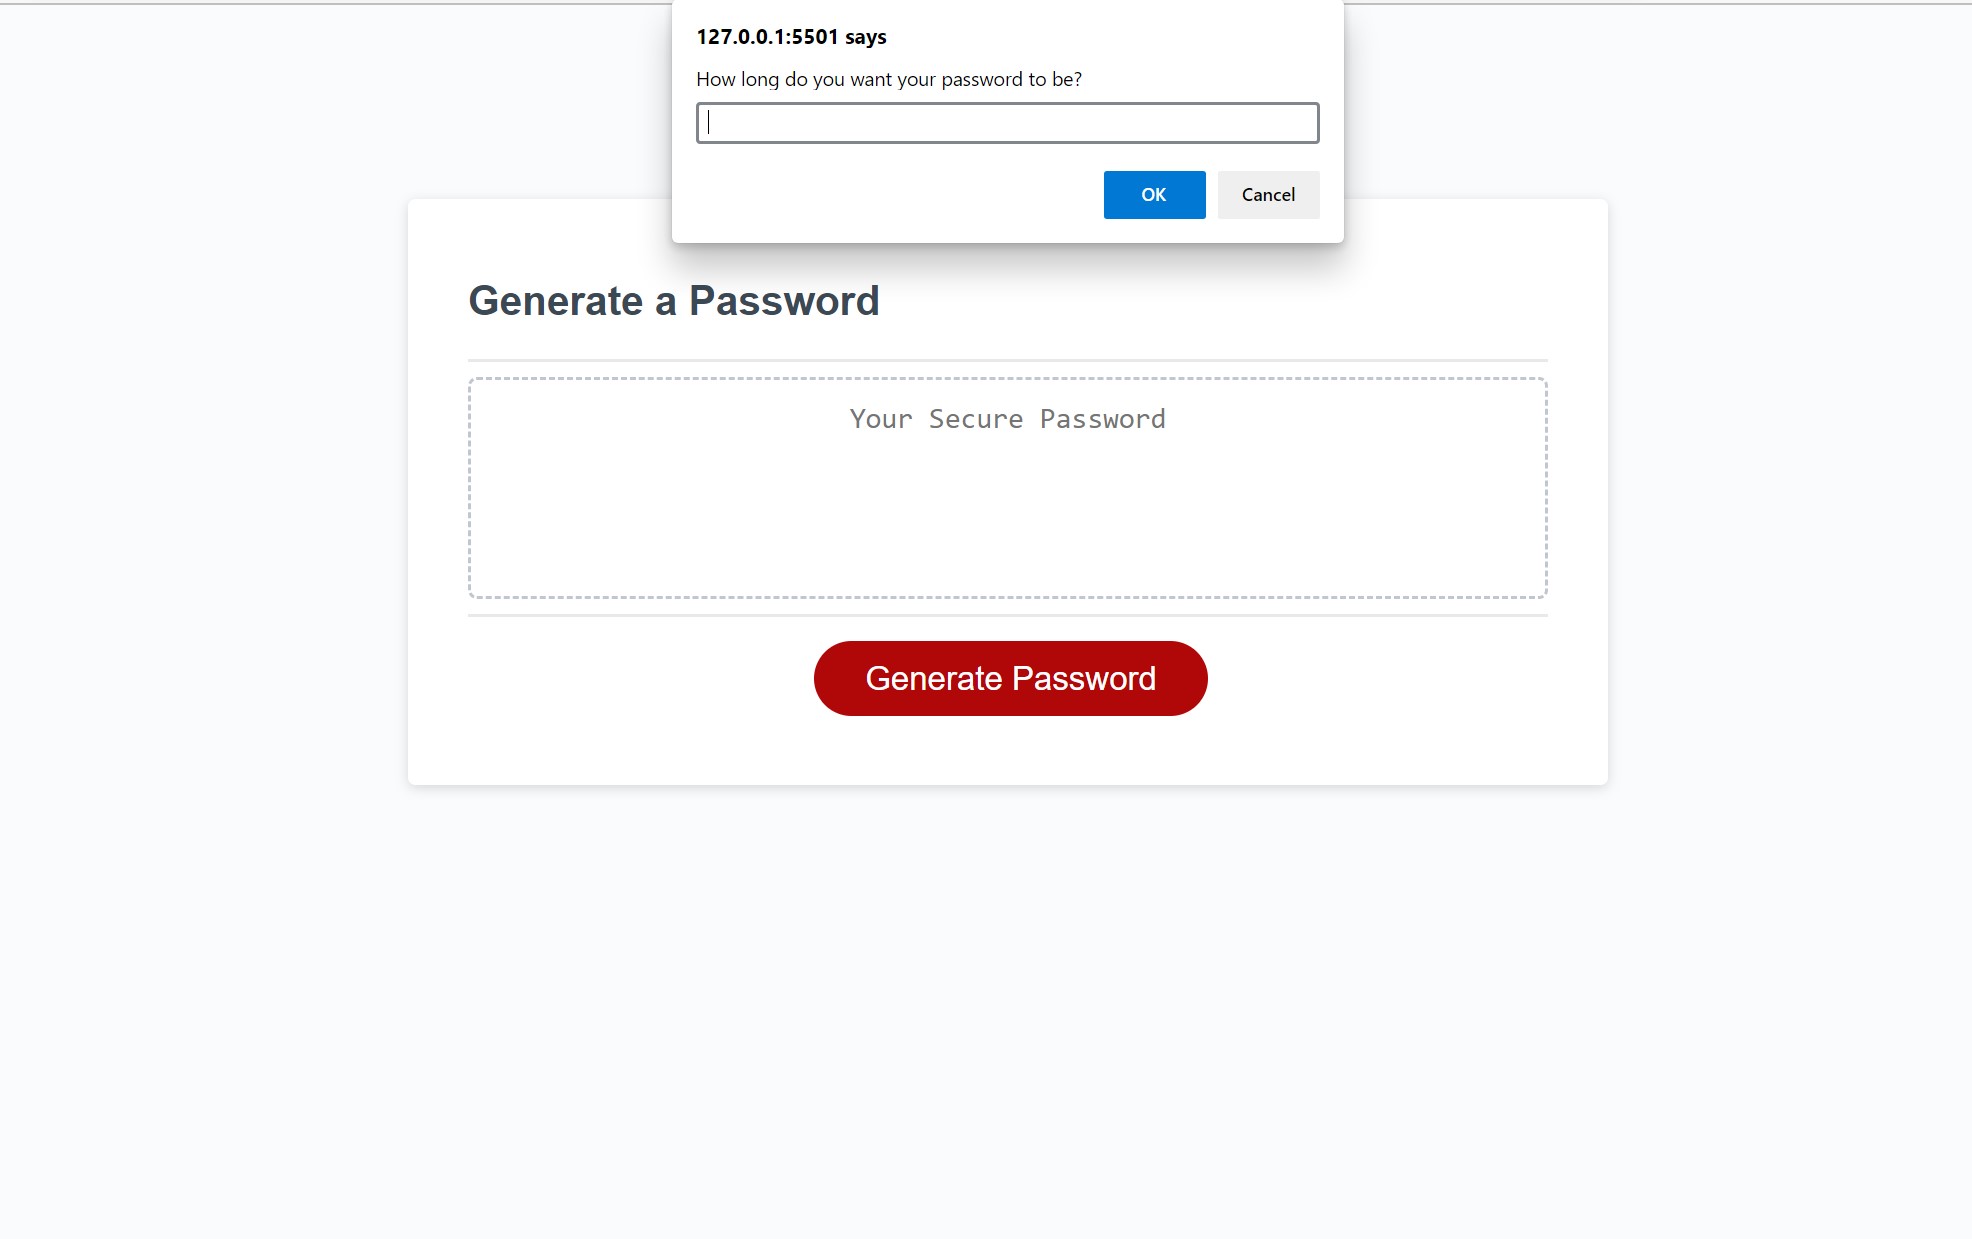 127.0.0.1:5501 says
How long do you want your password to be?
OK Cancel
Generate a Password
Your Secure Password
Generate Password